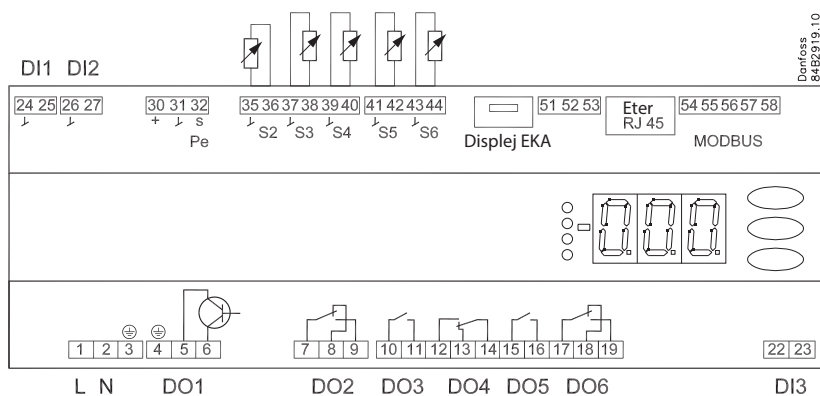 Danfoss
84B2919.10
DI1 DI2
24 25 26 27 30 31 32 35 36 37 38 39 40 41 42 43 44 51 52 53 Eter RJ 45 54 55 56 57 58
+ s S2 S3 S4 S5 S6 Displej EKA MODBUS
Pe
1 2 3 4 5 6 7 8 9 10 11 12 13 14 15 16 17 18 19 22 23
L N DO1 DO2 DO3 DO4 DO5 DO6 DI3